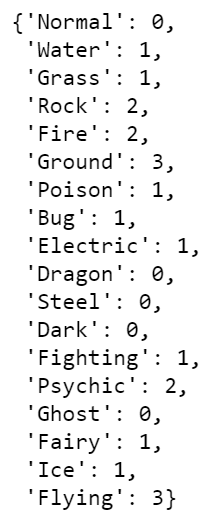 {'Normal': 0,
'Water': 1,
'Grass': 1,
'Rock': 2,
'Fire': 2,
'Ground': 3,
'Poison': 1,
'Bug': 1,
'Electric': 1,
'Dragon': 0,
'Steel': 0,
'Dark': 0,
'Fighting': 1,
'Psychic': 2,
'Ghost': 0,
'Fairy': 1,
'Ice': 1,
'Flying': 3}